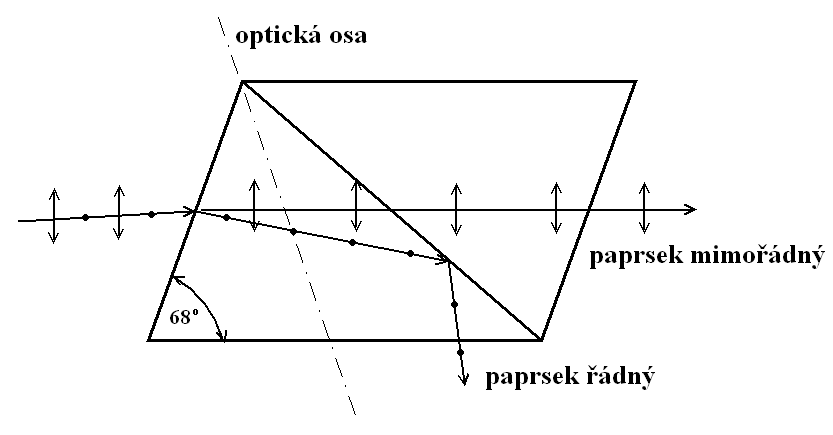 optická osa
paprsek mimořádný
68°
paprsek řádný